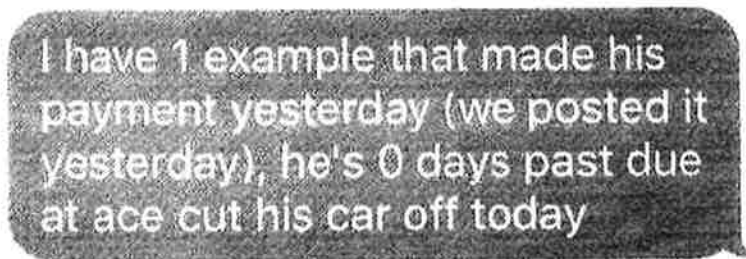 I have 1 example that made his
payment yesterday (we posted it
yesterday), he's 0 days past due
at ace cut his car off today